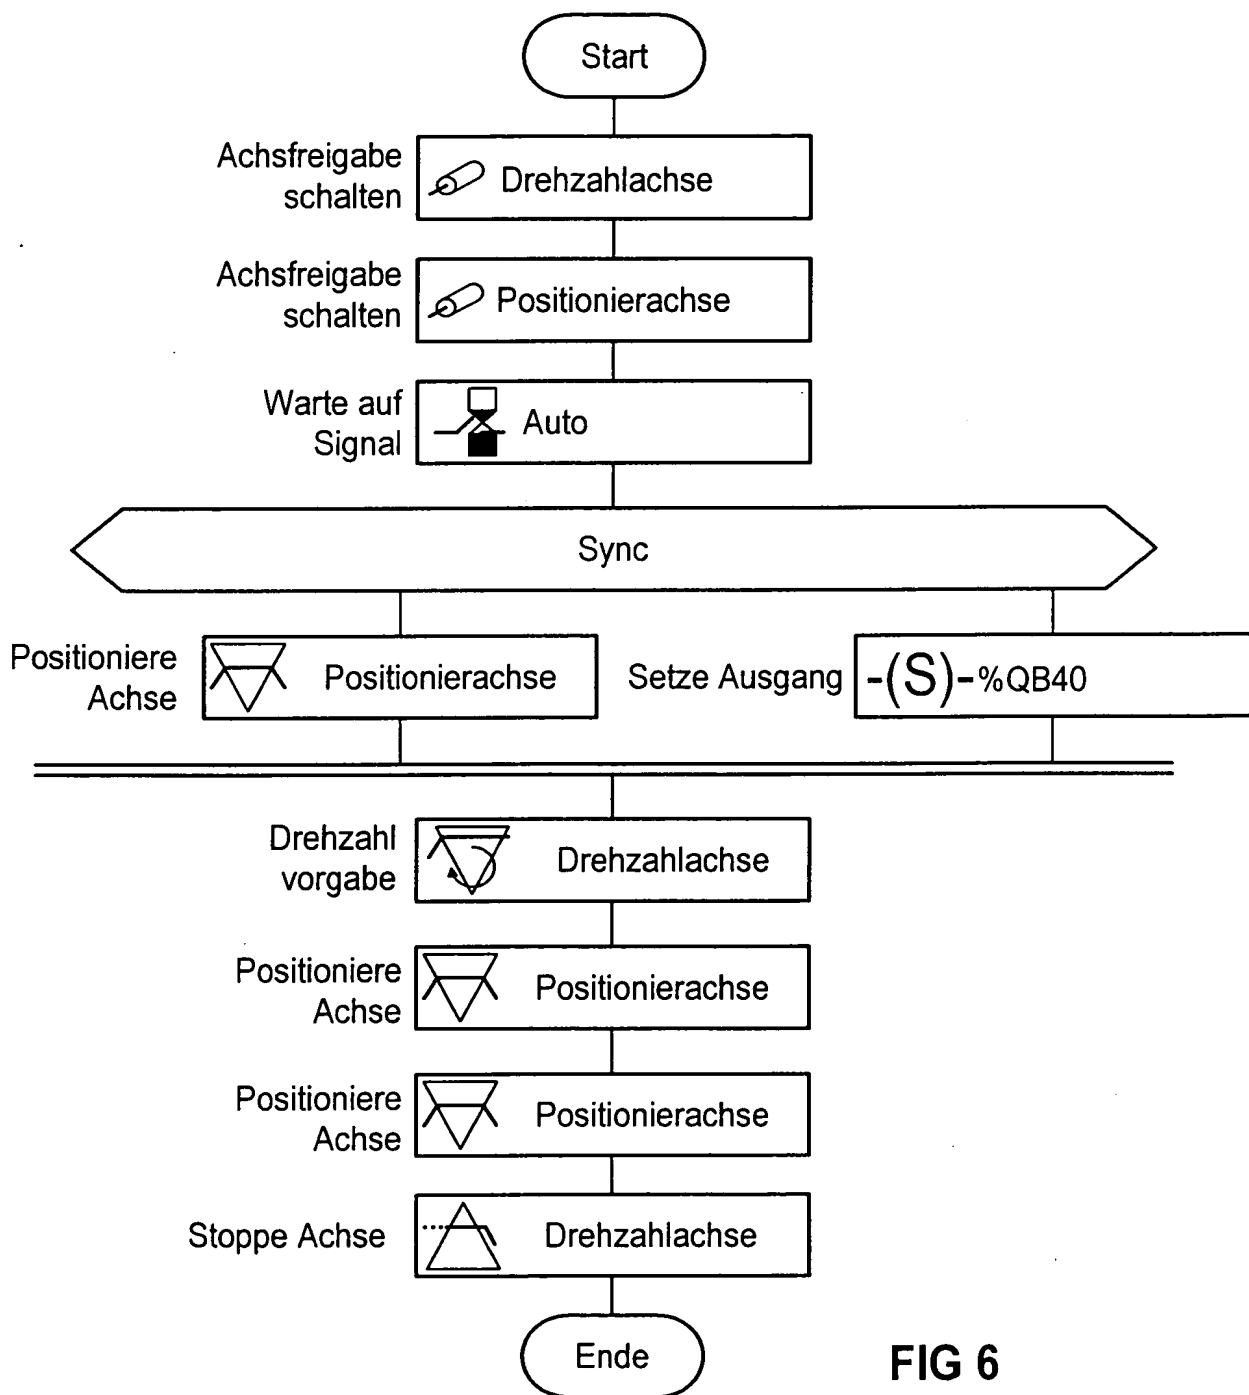 Start
Achsfreigabe
schalten
Drehzahlachse
Achsfreigabe
schalten
Positionierachse
Warte auf
Signal
Auto
Sync
Positioniere
Achse
Positionierachse
Setze Ausgang
-(S)-%QB40
Drehzahl
vorgabe
Drehzahlachse
Positioniere
Achse
Positionierachse
Positioniere
Achse
Positionierachse
Stoppe Achse
Drehzahlachse
Ende
FIG 6